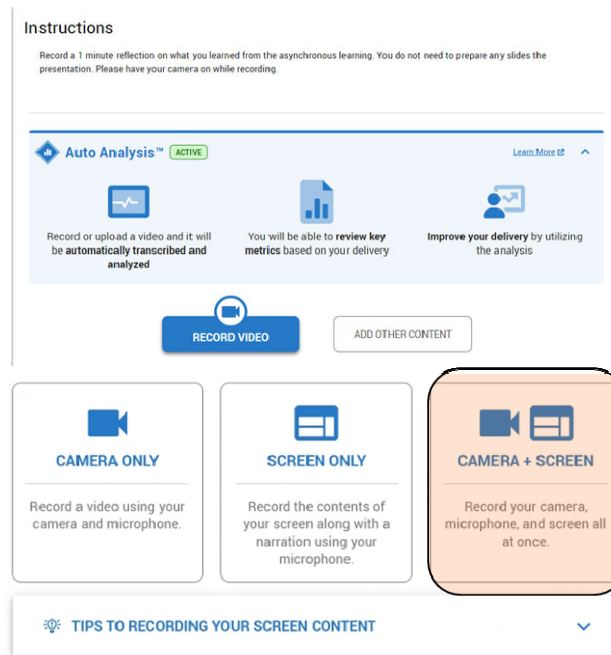 Instructions
Record a 1 minute reflection on what you learned from the asynchronous learning. You do not need to prepare any slides the
presentation. Please have your camera on while recording.
Auto Analysis™ ACTIVE
Learn More
Record or upload a video and it will
be automatically transcribed and
analyzed
You will be able to review key
metrics based on your delivery
Improve your delivery by utilizing
the analysis
RECORD VIDEO
ADD OTHER CONTENT
CAMERA ONLY
Record a video using your
camera and microphone.
SCREEN ONLY
Record the contents of
your screen along with a
narration using your
microphone.
CAMERA + SCREEN
Record your camera,
microphone, and screen all
at once.
TIPS TO RECORDING YOUR SCREEN CONTENT